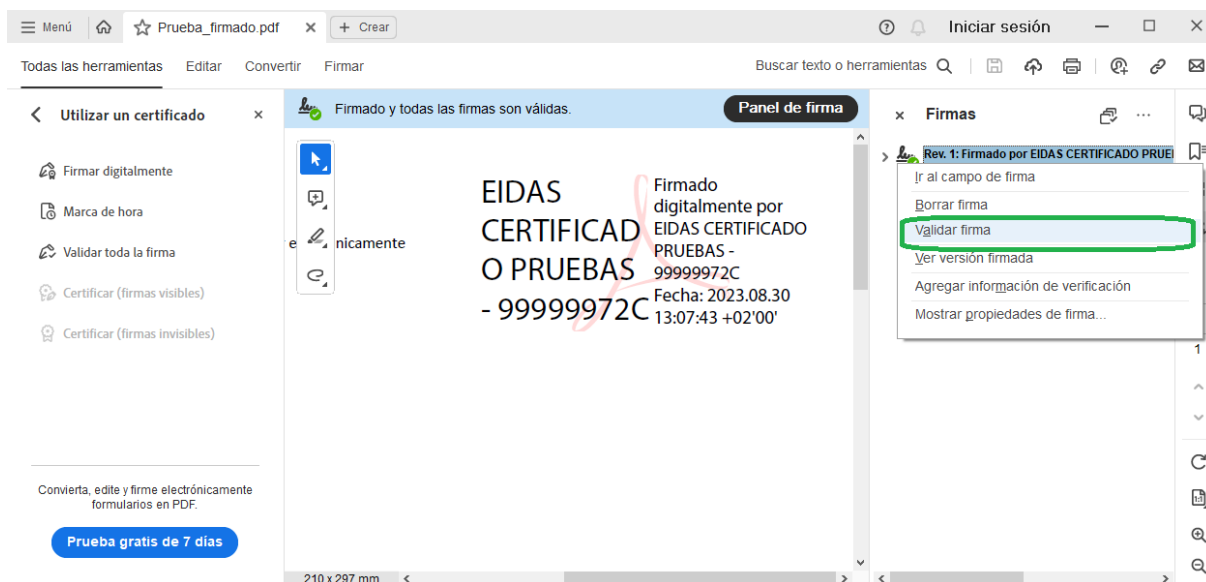 Menú
Prueba_firmado.pdf
+ Crear
Iniciar sesión
Todas las herramientas
Editar
Convertir
Firmar
Buscar texto o herramientas
Utilizar un certificado
Firmar digitalmente
Marca de hora
Validar toda la firma
Certificar (firmas visibles)
Certificar (firmas invisibles)
Convierta, edite y firme electrónicamente
formularios en PDF.
Prueba gratis de 7 días
Firmado y todas las firmas son válidas.
Panel de firma
e
nicamente
EIDAS
CERTIFICAD
O PRUEBAS
- 99999972C
Firmado
digitalmente por
EIDAS CERTIFICADO
PRUEBAS -
99999972C
Fecha: 2023.08.30
13:07:43 +02'00'
210 x 297 mm
Firmas
Rev. 1: Firmado por EIDAS CERTIFICADO PRUE
Ir al campo de firma
Borrar firma
Validar firma
Ver versión firmada
Agregar información de verificación
Mostrar propiedades de firma...
1